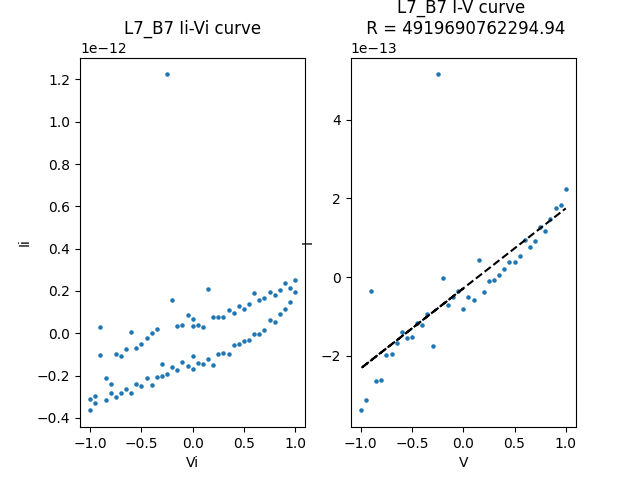 L7_B7 Ii-Vi curve
1e−12
1.2
1.0
0.8
0.6
0.4
0.2
0.0
−0.2
−0.4
Ii
−1.0 −0.5 0.0 0.5 1.0
Vi
L7_B7 I-V curve
R = 4919690762294.94
1e−13
4
2
0
−2
I
−1.0 −0.5 0.0 0.5 1.0
V